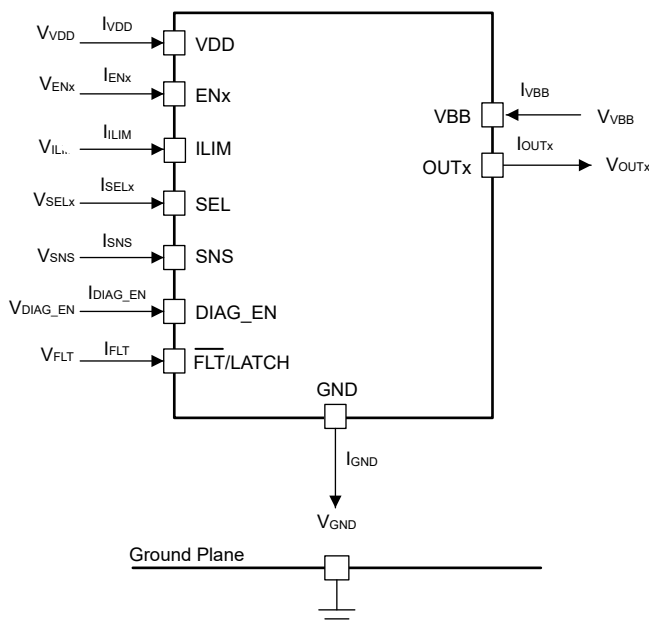 VVDD IVDD VDD
VENx IENx ENx
IILIM ILIM
VSELx ISELx SEL
VSNS ISNS SNS
VDIAG_EN IDIAG_EN DIAG_EN
VFLT IFLT FLT/LATCH
VBB IVBB VVBB
OUTx IOUTx VOUTx
GND
IGND
VGND
Ground Plane